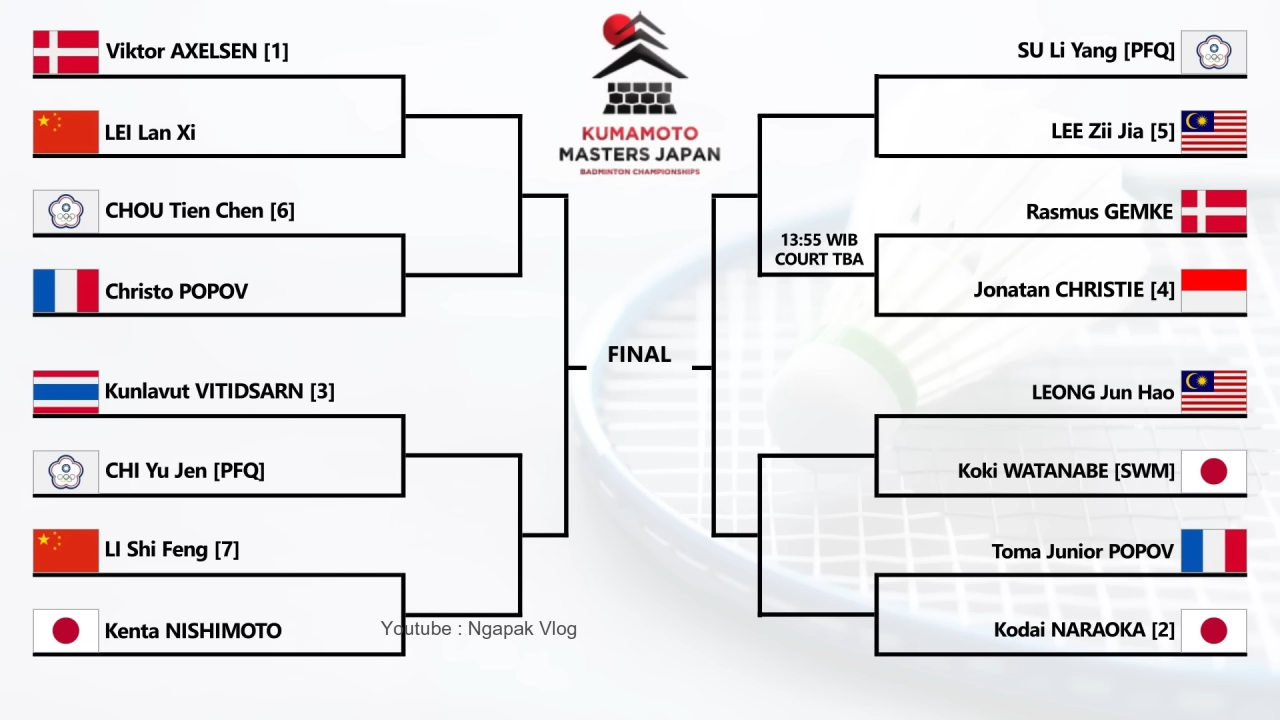 Viktor AXELSEN [1]
LEI Lan Xi
CHOU Tien Chen [6]
Christo POPOV
Kunlavut VITIDSARN [3]
CHI Yu Jen [PFQ]
LI Shi Feng [7]
Kenta NISHIMOTO
Youtube : Ngapak Vlog
KUMAMOTO
MASTERS JAPAN
BADMINTON CHAMPIONSHIPS
FINAL
SU Li Yang [PFQ]
LEE Zii Jia [5]
Rasmus GEMKE
13:55 WIB
COURT TBA
Jonatan CHRISTIE [4]
LEONG Jun Hao
Koki WATANABE [SWM]
Toma Junior POPOV
Kodai NARAOKA [2]